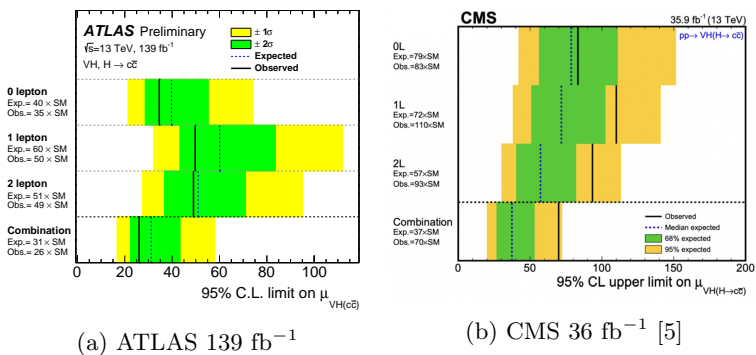 ATLAS Preliminary
√s=13 TeV, 139 fb⁻¹
VH, H→ cc̅
± 1σ
± 2σ
Expected
Observed
0 lepton
Exp.= 40 × SM
Obs.= 35 × SM
1 lepton
Exp.= 60 × SM
Obs.= 50 × SM
2 lepton
Exp.= 51 × SM
Obs.= 49 × SM
Combination
Exp.= 31 × SM
Obs.= 26 × SM
0 20 40 60 80 100
95% C.L. limit on μ VH(cc̅)
(a) ATLAS 139 fb⁻¹
CMS
35.9 fb⁻¹ (13 TeV)
pp→ VH(H→ cc̅)
0L
Exp.=79×SM
Obs.=83×SM
1L
Exp.=72×SM
Obs.=110×SM
2L
Exp.=57×SM
Obs.=93×SM
Combination
Exp.=37×SM
Obs.=70×SM
Observed
Median expected
68% expected
95% expected
0 50 100 150 200
95% CL upper limit on μ VH(H→cc̅)
(b) CMS 36 fb⁻¹ [5]